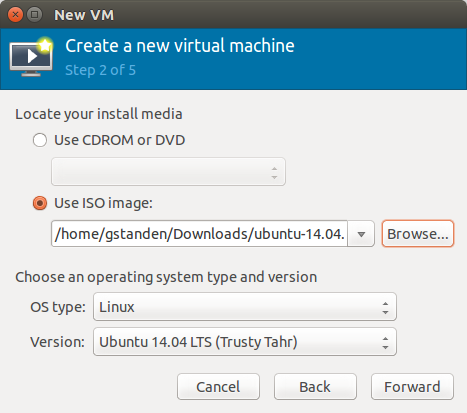 New VM
Create a new virtual machine
Step 2 of 5
Locate your install media
Use CDROM or DVD
Use ISO image:
/home/gstanden/Downloads/ubuntu-14.04.
Browse...
Choose an operating system type and version
OS type: Linux
Version: Ubuntu 14.04 LTS (Trusty Tahr)
Cancel Back Forward